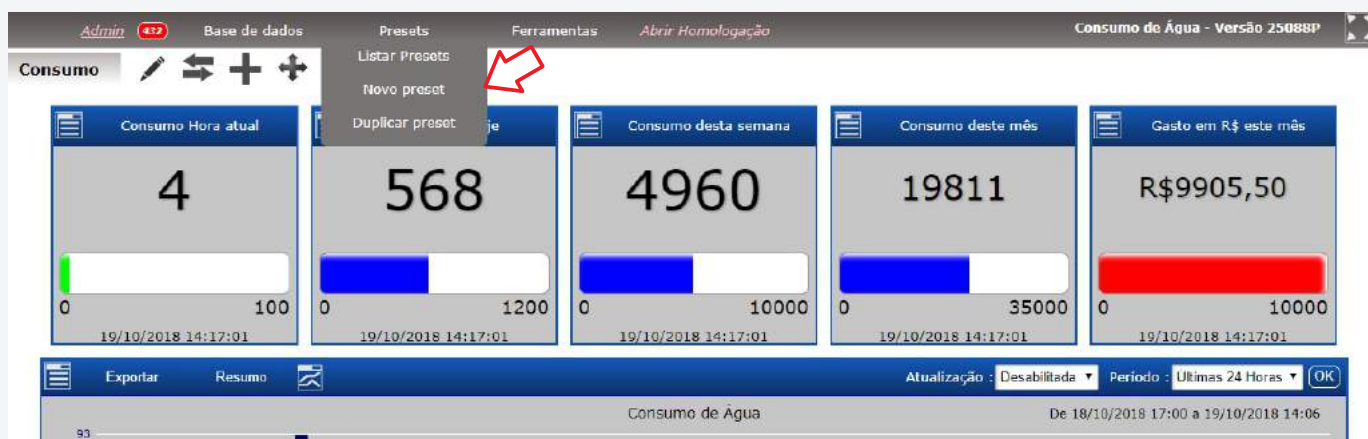 Admin 432 Base de dados Presets Ferramentas Abrir Homologação Consumo de Água - Versão 25088P
Listar Presets
Novo preset
Duplicar preset
Consumo
Consumo Hora atual
4
0 100
19/10/2018 14:17:01
je
568
0 1200
19/10/2018 14:17:01
Consumo desta semana
4960
0 10000
19/10/2018 14:17:01
Consumo deste mês
19811
0 35000
19/10/2018 14:17:01
Gasto em R$ este mês
R$9905,50
0 10000
19/10/2018 14:17:01
Exportar Resumo Atualização : Desabilitada Período : Últimas 24 Horas OK
Consumo de Água De 18/10/2018 17:00 a 19/10/2018 14:06
93